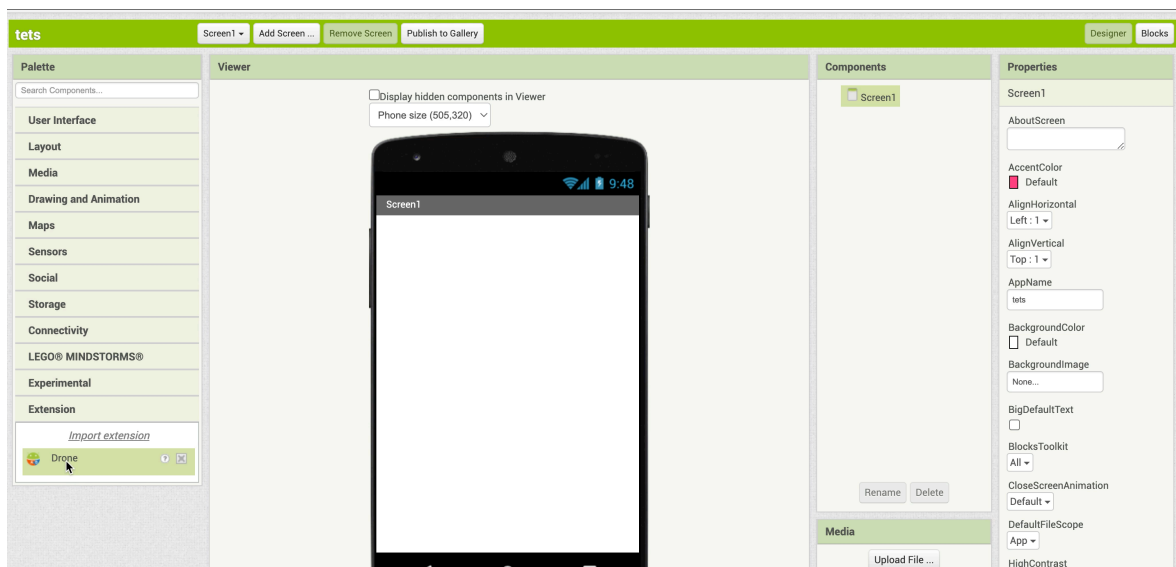 tets
Screen1
Add Screen ...
Remove Screen
Publish to Gallery
Designer
Blocks
Palette
Search Components...
User Interface
Layout
Media
Drawing and Animation
Maps
Sensors
Social
Storage
Connectivity
LEGO® MINDSTORMS®
Experimental
Extension
Import extension
Drone
?
Viewer
Display hidden components in Viewer
Phone size (505,320)
9:48
Screen1
Components
Screen1
Rename
Delete
Media
Upload File ...
Properties
Screen1
AboutScreen
AccentColor
Default
AlignHorizontal
Left : 1
AlignVertical
Top : 1
AppName
tets
BackgroundColor
Default
BackgroundImage
None...
BigDefaultText
BlocksToolkit
All
CloseScreenAnimation
Default
DefaultFileScope
App
HighContrast